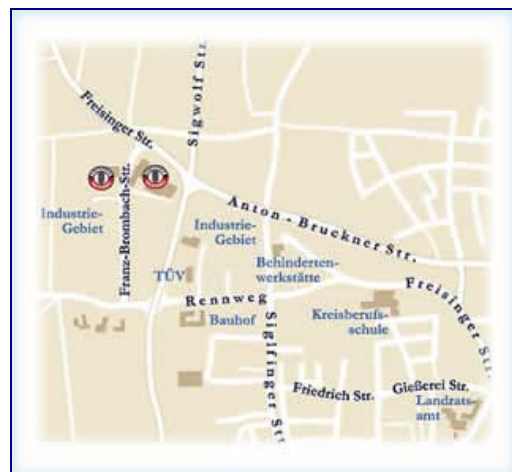 Sigwolf Str.
Freisinger Str.
Franz-Brombach-Str.
Industrie-
Gebiet
Anton - Bruckner Str.
Industrie-
Gebiet
Behinderten-
werkstätte
TÜV
Freisinger Str.
Rennweg
Siglfinger Str.
Bauhof
Kreisberufs-
schule
Friedrich Str.
Gießerei Str.
Landrats-
amt